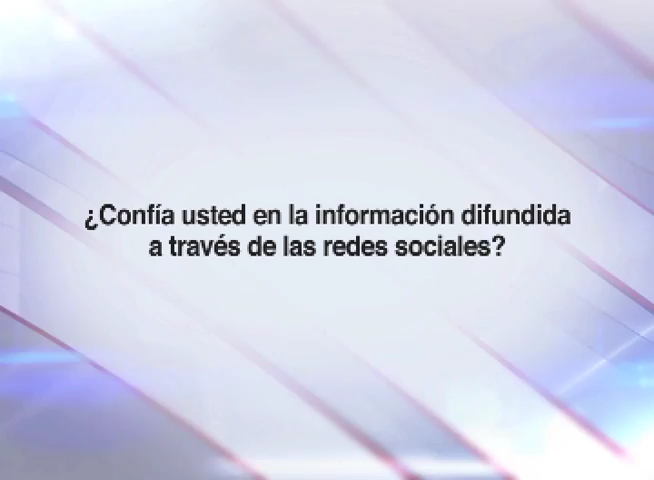 ¿Confía usted en la información difundida
a través de las redes sociales?